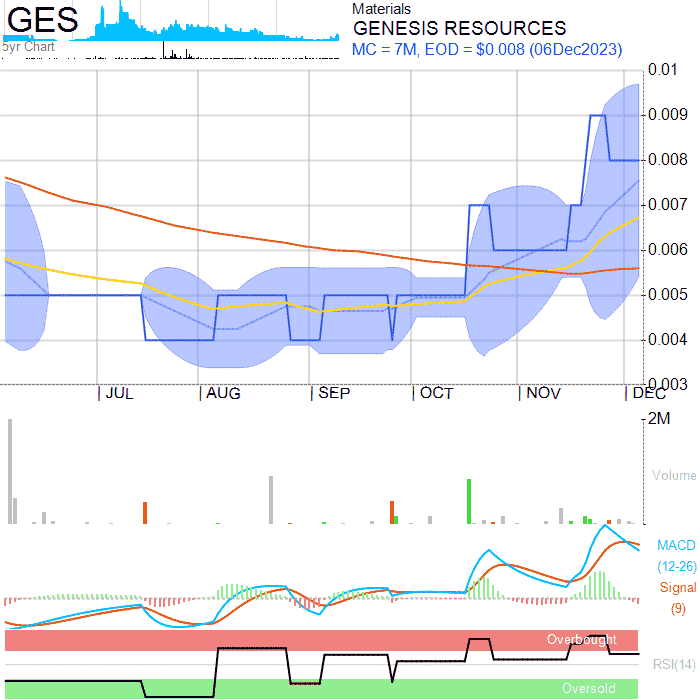 GES
5yr Chart
Materials
GENESIS RESOURCES
MC = 7M, EOD = $0.008 (06Dec2023)
0.01
0.009
0.008
0.007
0.006
0.005
0.004
0.003
JUL AUG SEP OCT NOV DEC
2M
Volume
MACD
(12-26)
Signal
(9)
Overbought
RSI(14)
Oversold